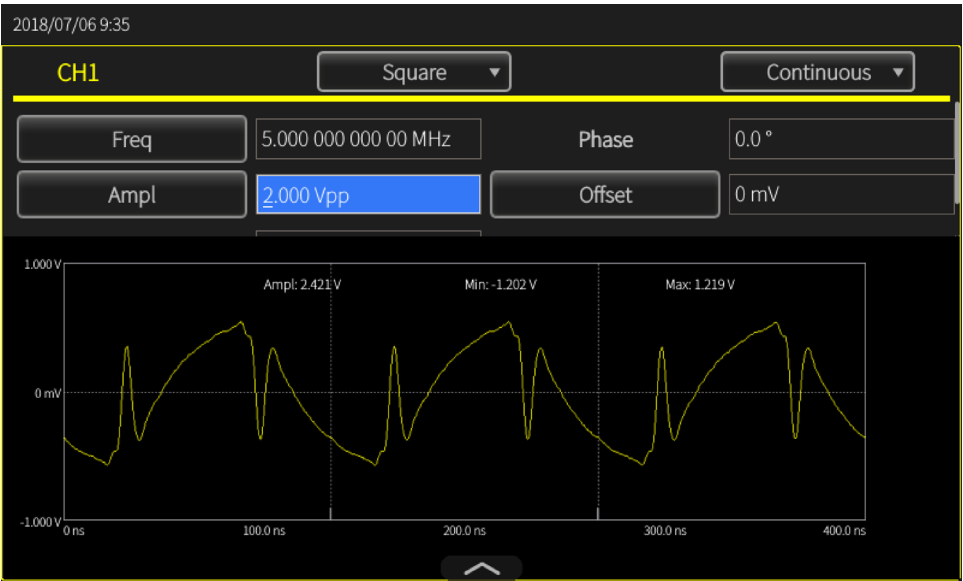 2018/07/06 9:35
CH1 Square Continuous
Freq 5.000 000 000 00 MHz Phase 0.0 °
Ampl 2.000 Vpp Offset 0 mV
1.000 V
Ampl: 2.421 V Min: -1.202 V Max: 1.219 V
0 mV
-1.000 V
0 ns 100.0 ns 200.0 ns 300.0 ns 400.0 ns